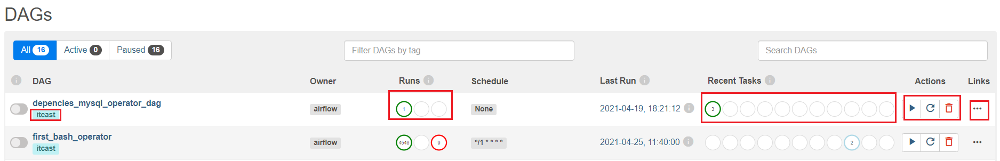 DAGs
All 16 Active 0 Paused 16 Filter DAGs by tag Search DAGs
DAG Owner Runs Schedule Last Run Recent Tasks Actions Links
depencies_mysql_operator_dag
itcast airflow 1 None 2021-04-19, 18:21:12 3
first_bash_operator
itcast airflow 4546 9 */1 * * * * 2021-04-25, 11:40:00 2